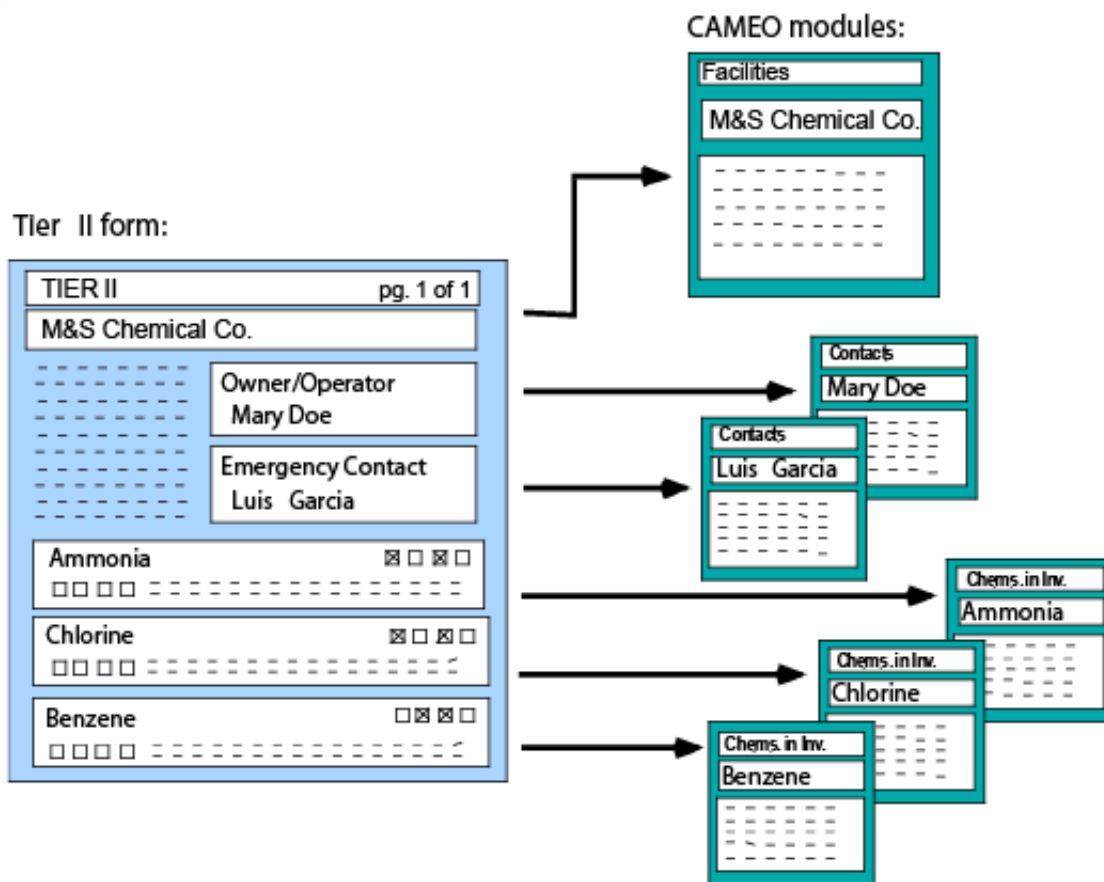 CAMEO modules:
Facilities
M&S Chemical Co.
Tier II form:
TIER II pg. 1 of 1
M&S Chemical Co.
Owner/Operator
Mary Doe
Emergency Contact
Luis Garcia
Ammonia
Chlorine
Benzene
Contacts
Mary Doe
Contacts
Luis Garcia
Chems. in Inv.
Ammonia
Chems. in Inv.
Chlorine
Chems. in Inv.
Benzene